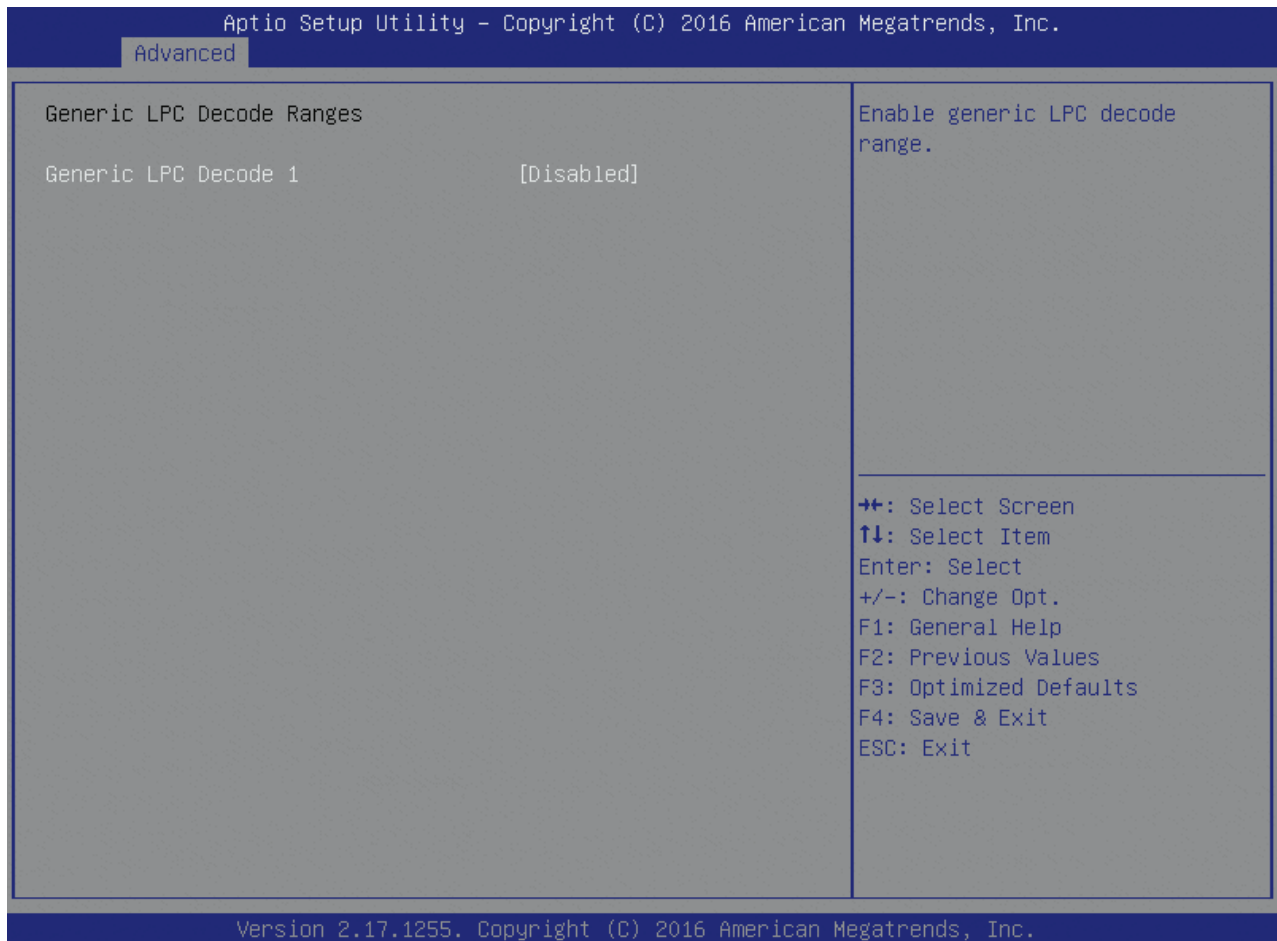 Aptio Setup Utility – Copyright (C) 2016 American Megatrends, Inc.
Advanced
Generic LPC Decode Ranges
Generic LPC Decode 1 [Disabled]
Enable generic LPC decode
range.
→←: Select Screen
↑↓: Select Item
Enter: Select
+/-: Change Opt.
F1: General Help
F2: Previous Values
F3: Optimized Defaults
F4: Save & Exit
ESC: Exit
Version 2.17.1255. Copyright (C) 2016 American Megatrends, Inc.